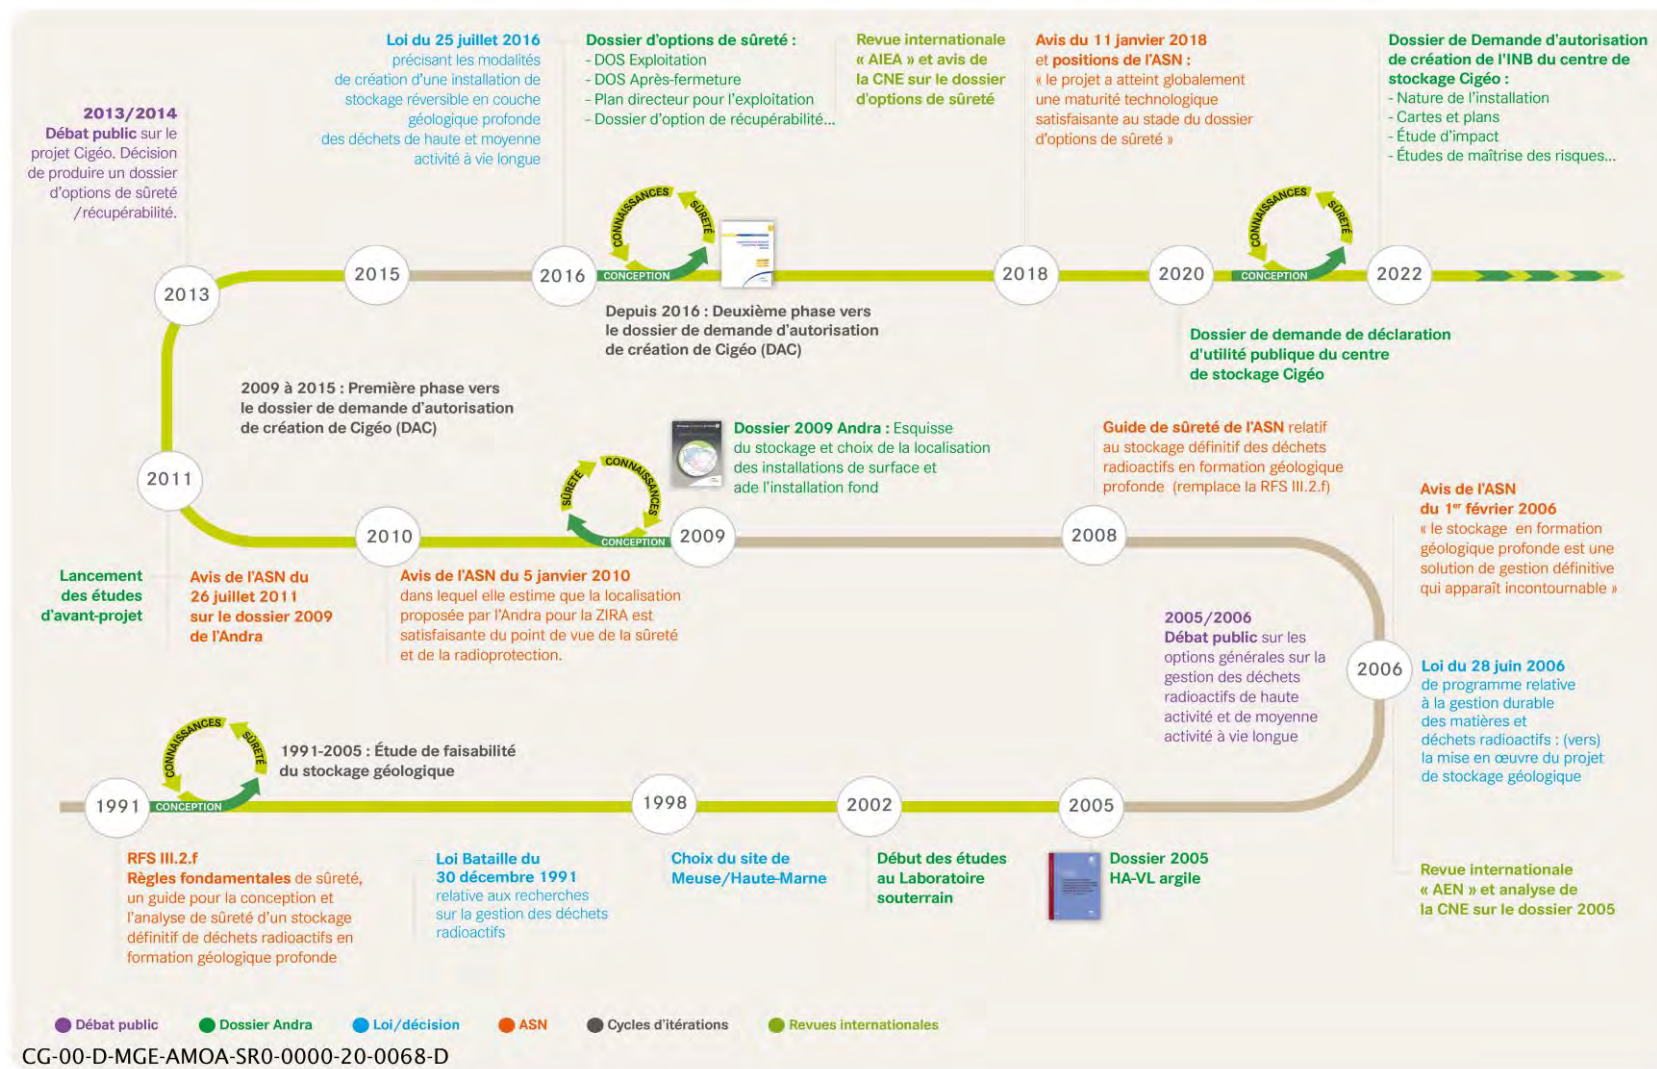 Loi du 25 juillet 2016
précisant les modalités
de création d'une installation de
stockage réversible en couche
géologique profonde
des déchets de haute et moyenne
activité à vie longue
Dossier d'options de sûreté :
- DOS Exploitation
- DOS Après-fermeture
- Plan directeur pour l'exploitation
- Dossier d'option de récupérabilité...
Revue internationale
« AIEA » et avis de
la CNE sur le dossier
d'options de sûreté
Avis du 11 janvier 2018
et positions de l'ASN :
« le projet a atteint globalement
une maturité technologique
satisfaisante au stade du dossier
d'options de sûreté »
Dossier de Demande d'autorisation
de création de l'INB du centre de
stockage Cigéo :
- Nature de l'installation
- Cartes et plans
- Étude d'impact
- Études de maîtrise des risques...
2013/2014
Débat public sur le
projet Cigéo. Décision
de produire un dossier
d'options de sûreté
/récupérabilité.
CONNAISSANCES
SÛRETÉ
CONCEPTION
CONNAISSANCES
SÛRETÉ
CONCEPTION
2013
2015
2016
2018
2020
2022
Depuis 2016 : Deuxième phase vers
le dossier de demande d'autorisation
de création de Cigéo (DAC)
Dossier de demande de déclaration
d'utilité publique du centre
de stockage Cigéo
2009 à 2015 : Première phase vers
le dossier de demande d'autorisation
de création de Cigéo (DAC)
Dossier 2009 Andra : Esquisse
du stockage et choix de la localisation
des installations de surface et
ade l'installation fond
Guide de sûreté de l'ASN relatif
au stockage définitif des déchets
radioactifs en formation géologique
profonde (remplace la RFS III.2.f)
Avis de l'ASN
du 1er février 2006
« le stockage en formation
géologique profonde est une
solution de gestion définitive
qui apparaît incontournable »
SÛRETÉ
CONNAISSANCES
CONCEPTION
2011
2010
2009
2008
Lancement
des études
d'avant-projet
Avis de l'ASN du
26 juillet 2011
sur le dossier 2009
de l'Andra
Avis de l'ASN du 5 janvier 2010
dans lequel elle estime que la localisation
proposée par l'Andra pour la ZIRA est
satisfaisante du point de vue de la sûreté
et de la radioprotection.
2005/2006
Débat public sur les
options générales sur la
gestion des déchets
radioactifs de haute
activité et de moyenne
activité à vie longue
2006
Loi du 28 juin 2006
de programme relative
à la gestion durable
des matières et
déchets radioactifs : (vers)
la mise en œuvre du projet
de stockage géologique
CONNAISSANCES
SÛRETÉ
CONCEPTION
1991-2005 : Étude de faisabilité
du stockage géologique
1991
1998
2002
2005
RFS III.2.f
Règles fondamentales de sûreté,
un guide pour la conception et
l'analyse de sûreté d'un stockage
définitif de déchets radioactifs en
formation géologique profonde
Loi Bataille du
30 décembre 1991
relative aux recherches
sur la gestion des déchets
radioactifs
Choix du site de
Meuse/Haute-Marne
Début des études
au Laboratoire
souterrain
Dossier 2005
HA-VL argile
Revue internationale
« AEN » et analyse de
la CNE sur le dossier 2005
Débat public
Dossier Andra
Loi/décision
ASN
Cycles d'itérations
Revues internationales
CG-00-D-MGE-AMOA-SR0-0000-20-0068-D